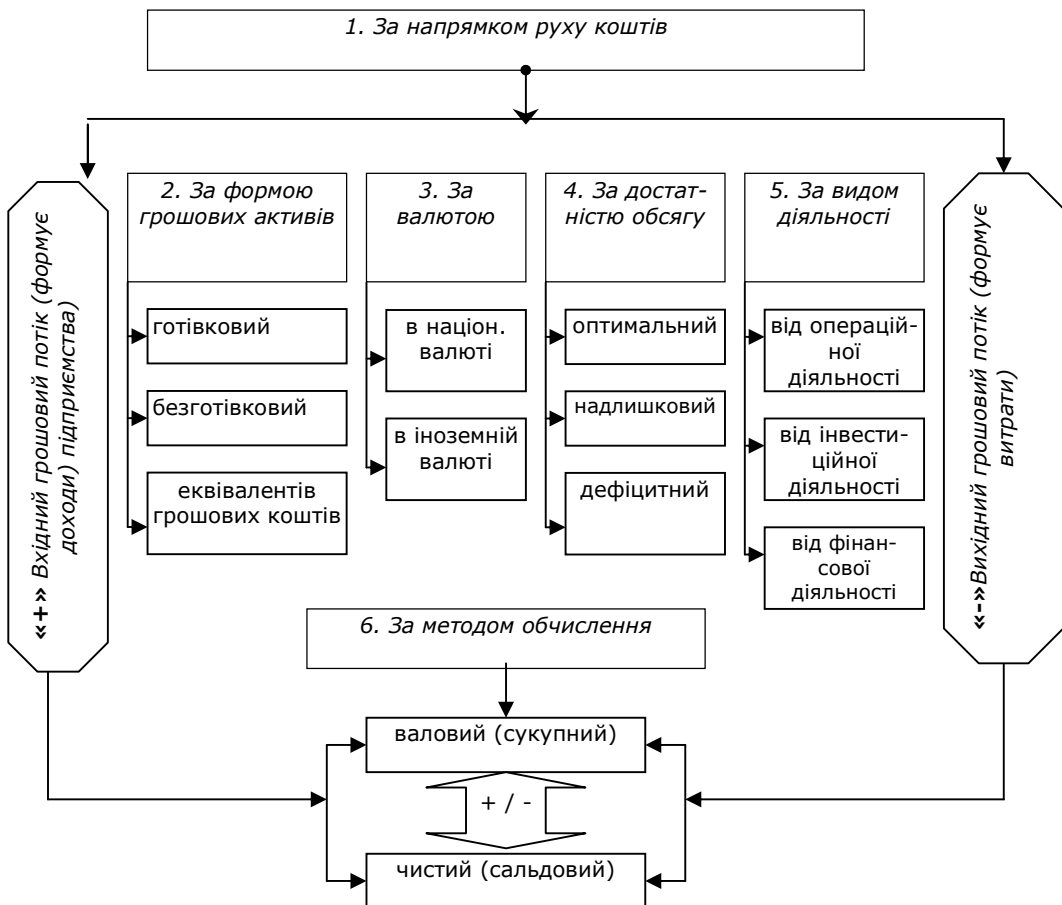 1. За напрямком руху коштів
«+» Вхідний грошовий потік (формує
доходи) підприємства)
2. За формою
грошових активів
готівковий
безготівковий
еквівалентів
грошових коштів
3. За
валютою
в націон.
валюті
в іноземній
валюті
4. За достат-
ністю обсягу
оптимальний
надлишковий
дефіцитний
5. За видом
діяльності
від операцій-
ної
діяльності
від інвести-
ційної
діяльності
від фінан-
сової
діяльності
«-»Вихідний грошовий потік (формує
витрати)
6. За методом обчислення
валовий (сукупний)
+ / -
чистий (сальдовий)